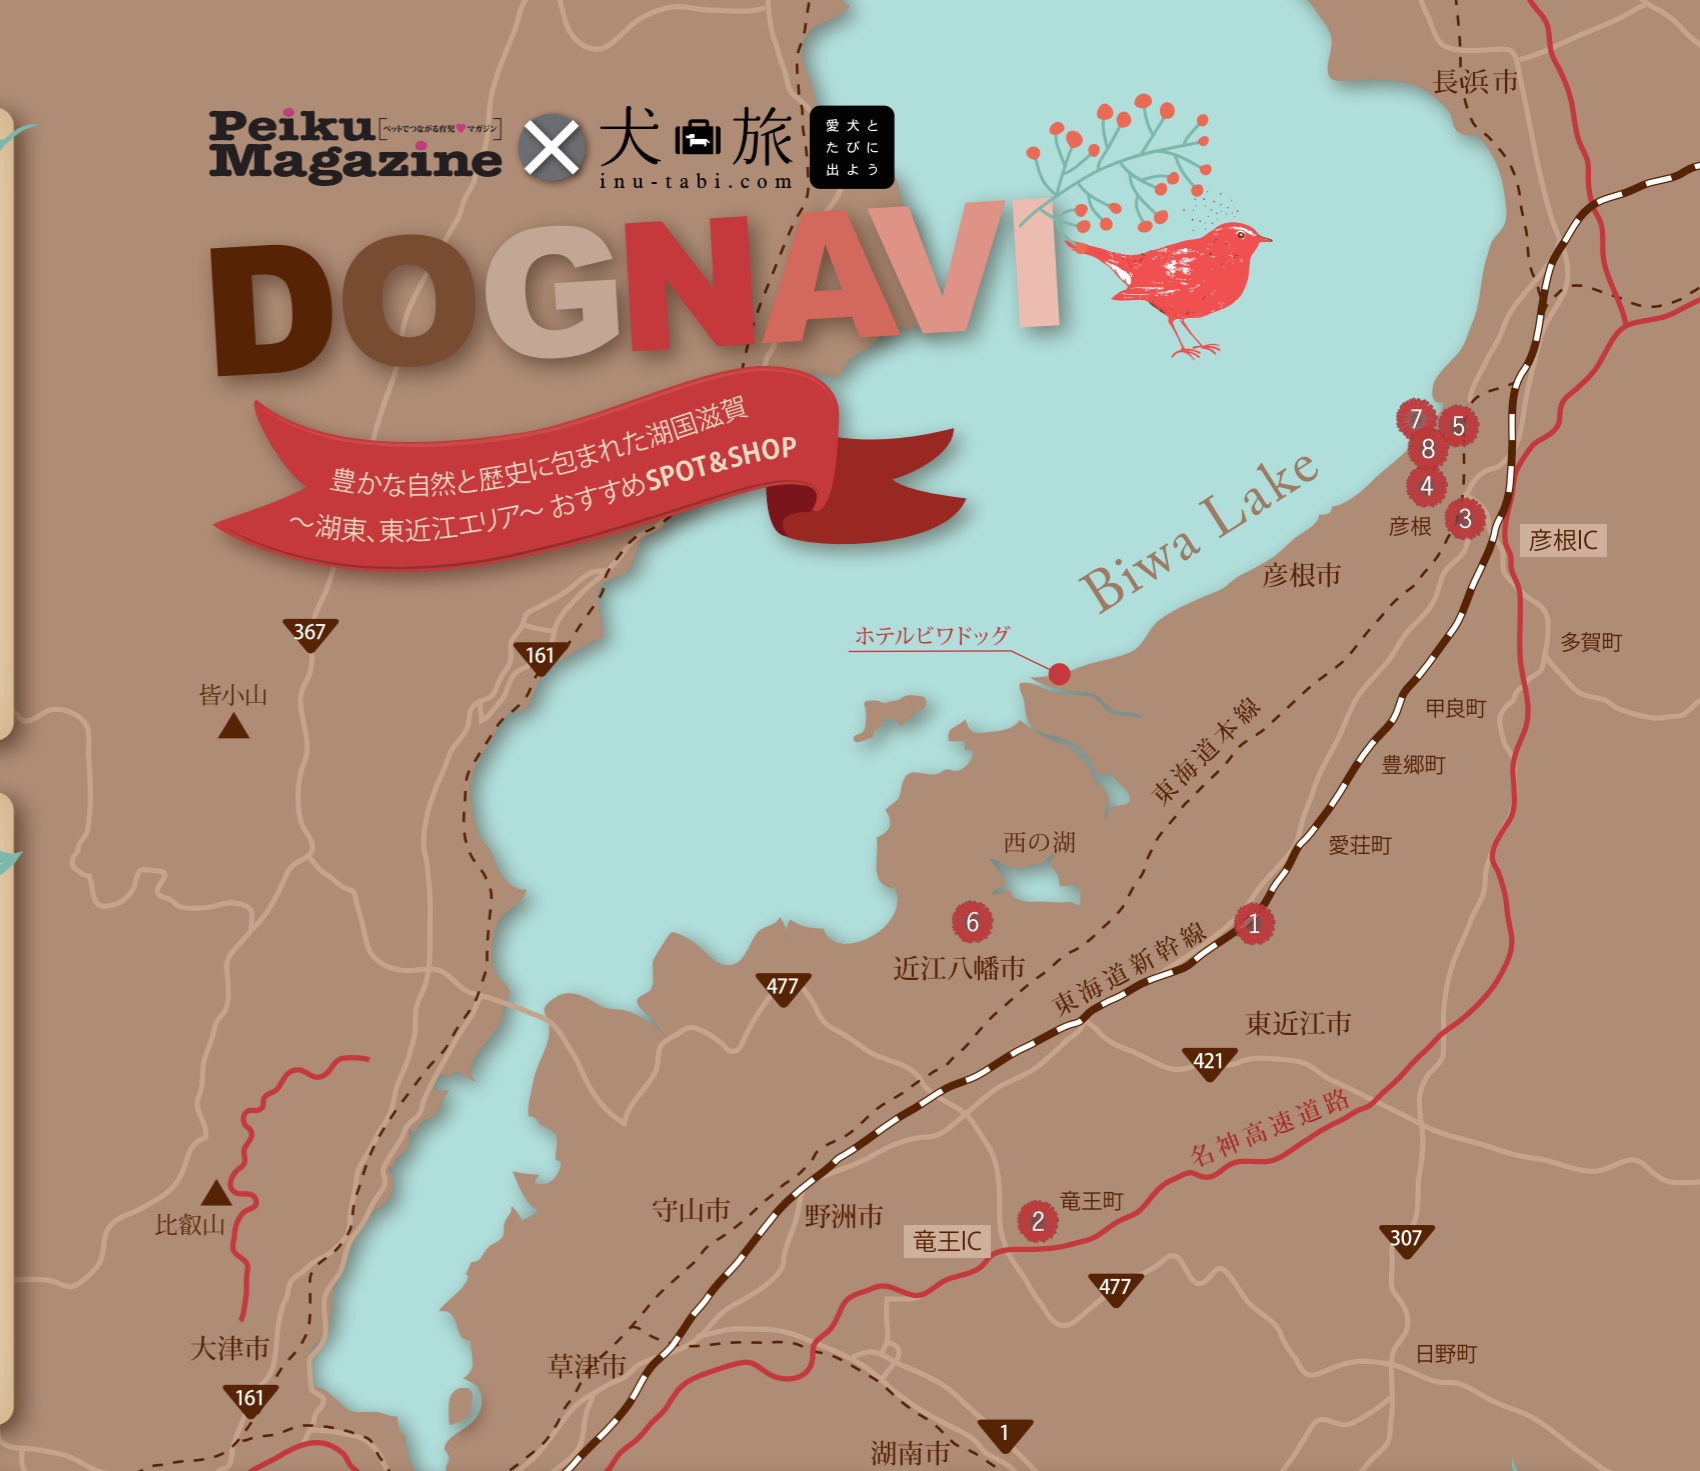 Peiku
Magazine
[ペットでつながる育児♥マガジン]
犬旅
inu-tabi.com
愛犬と
たびに
出よう
DOGNAVI
豊かな自然と歴史に包まれた湖国滋賀
～湖東、東近江エリア～ おすすめSPOT&SHOP
長浜市
7
5
8
4
3
彦根
彦根IC
Biwa Lake
彦根市
ホテルビワドッグ
367
161
皆小山
多賀町
甲良町
東海道本線
豊郷町
愛荘町
西の湖
6
1
近江八幡市
東海道新幹線
477
東近江市
421
名神高速道路
比叡山
守山市
野洲市
竜王IC
2
竜王町
307
477
大津市
草津市
日野町
161
1
湖南市